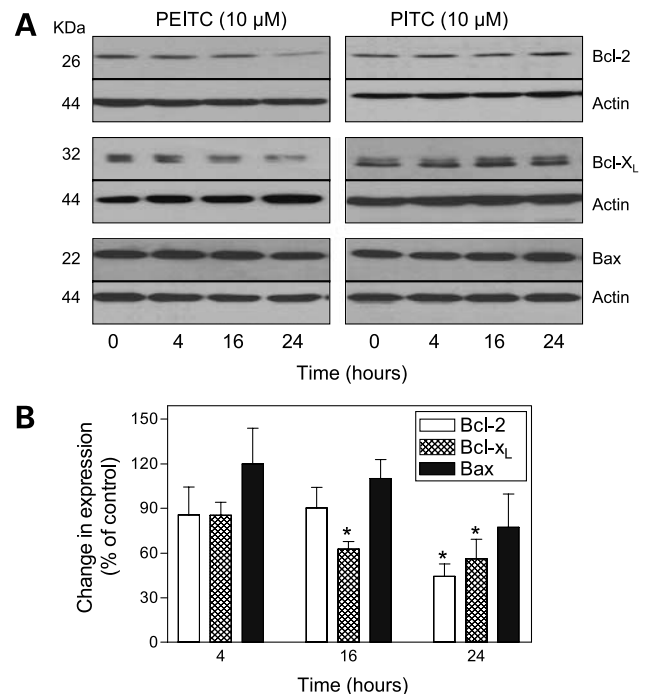 A
PEITC (10 μM) PITC (10 μM)
KDa
26 Bcl-2
44 Actin
32 Bcl-XL
44 Actin
22 Bax
44 Actin
0 4 16 24 0 4 16 24
Time (hours)
B
Change in expression
(% of control)
150
120
90
60
30
0
Bcl-2
Bcl-xL
Bax
* * *
4 16 24
Time (hours)